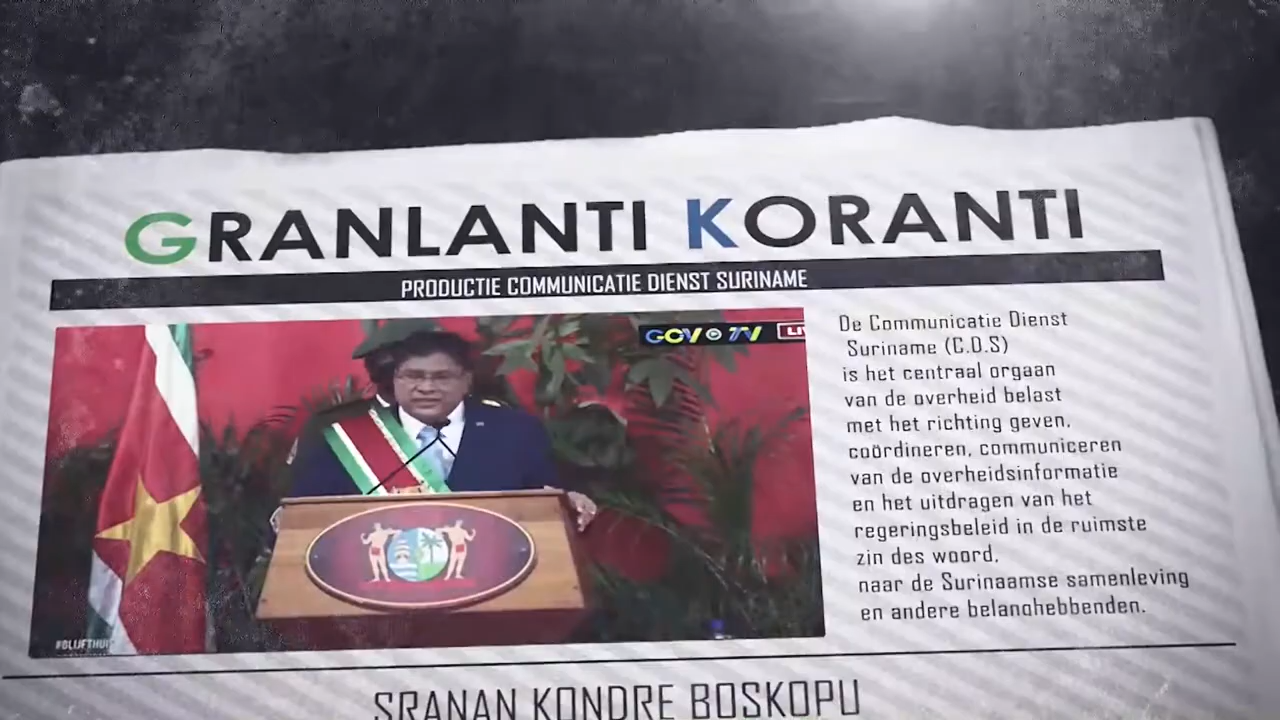 GRANLANTI KORANTI
PRODUCTIE COMMUNICATIE DIENST SURINAME
GOV TV LIV
De Communicatie Dienst
Suriname (C.D.S)
is het centraal orgaan
van de overheid belast
met het richting geven,
coördineren, communiceren
van de overheidsinformatie
en het uitdragen van het
regeringsbeleid in de ruimste
zin des woord,
naar de Surinaamse samenleving
en andere belanghebbenden.
#BLIJFTHUIS
SRANAN KONDRE BOSKOPU